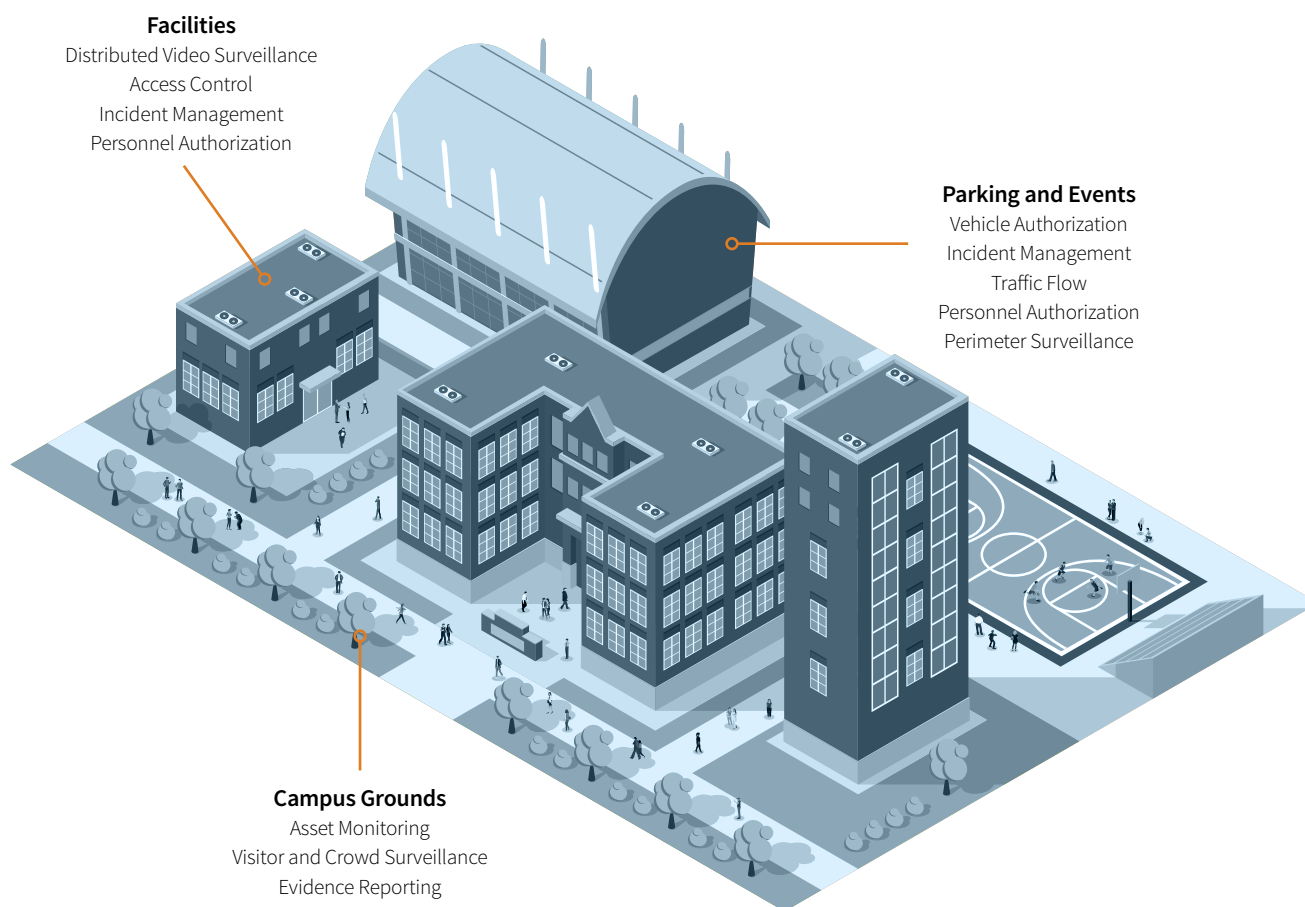 Facilities
Distributed Video Surveillance
Access Control
Incident Management
Personnel Authorization
Parking and Events
Vehicle Authorization
Incident Management
Traffic Flow
Personnel Authorization
Perimeter Surveillance
Campus Grounds
Asset Monitoring
Visitor and Crowd Surveillance
Evidence Reporting